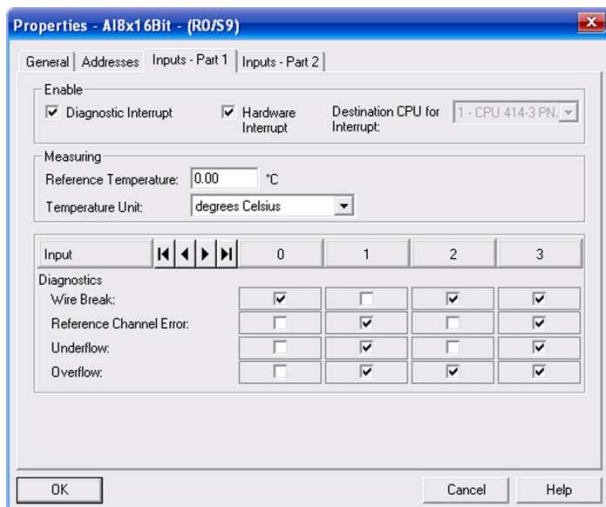 Properties - AI8x16Bit - (R0/S9)
General Addresses Inputs - Part 1 Inputs - Part 2
Enable
Diagnostic Interrupt Hardware Interrupt Destination CPU for Interrupt: 1 - CPU 414-3 PN,
Measuring
Reference Temperature: 0.00 °C
Temperature Unit: degrees Celsius
Input 0 1 2 3
Diagnostics
Wire Break:
Reference Channel Error:
Underflow:
Overflow:
OK Cancel Help